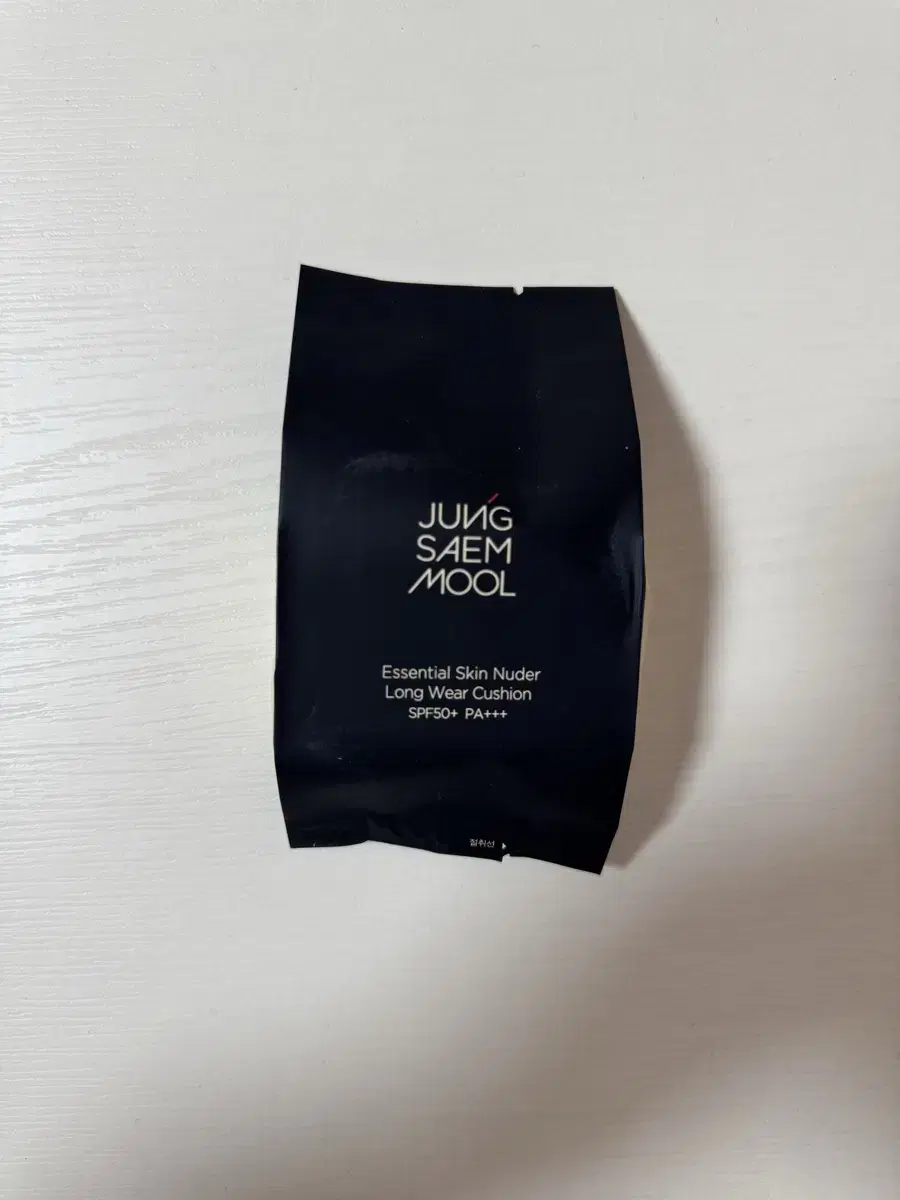 JUNG
SAEM
MOOL
Essential Skin Nuder
Long Wear Cushion
SPF50+ PA+++
절취선